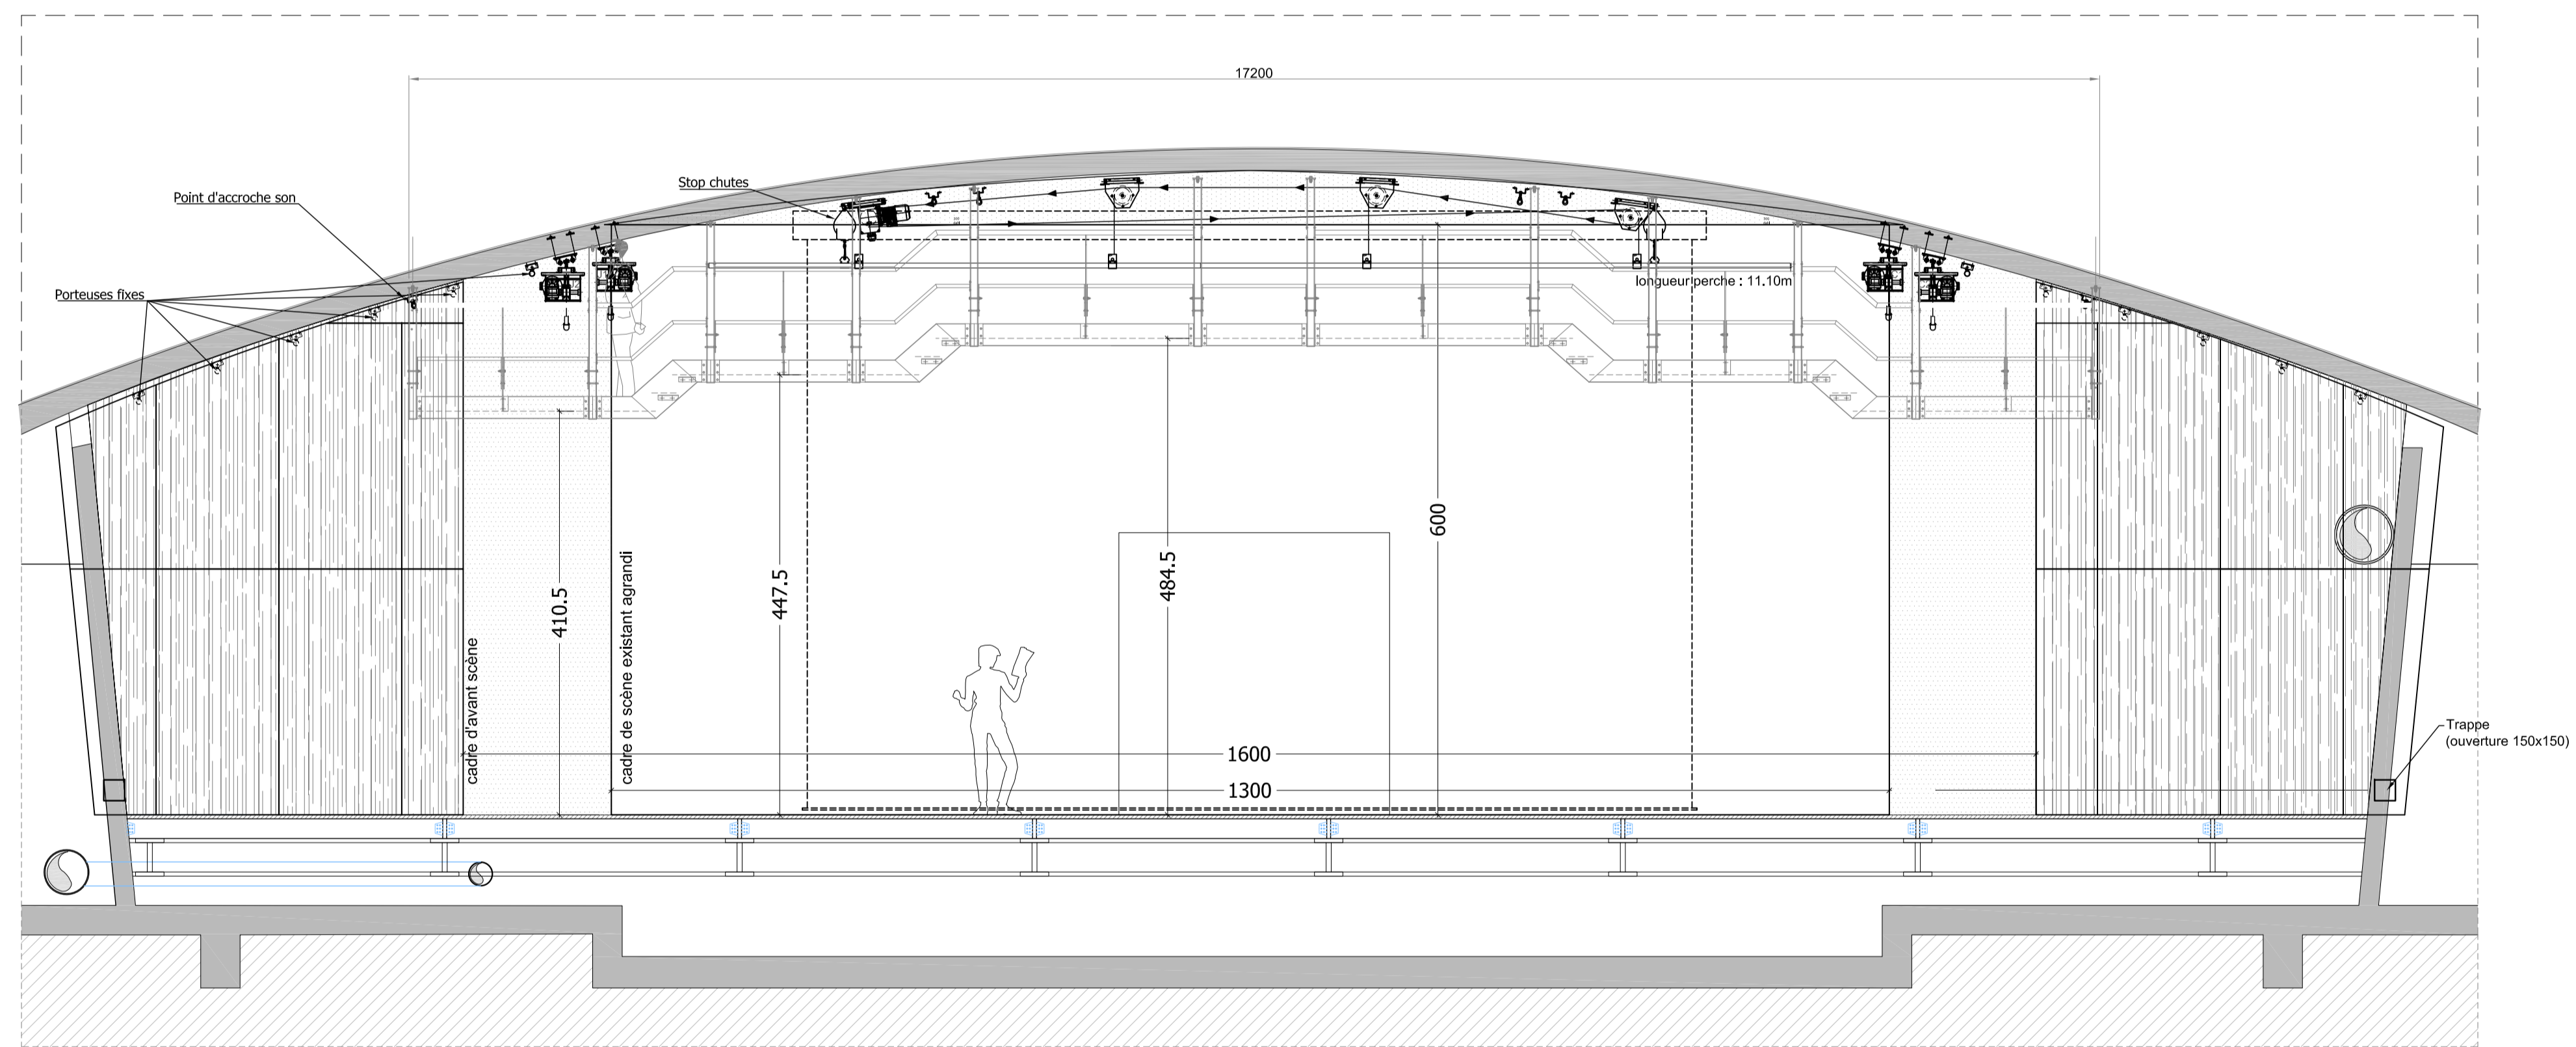 17200
Stop chutes
Point d'accroche son
Porteuses fixes
longueur perche : 11.10m
600
484.5
447.5
410.5
cadre de scène existant agrandi
cadre d'avant scène
Trappe
(ouverture 150x150)
1600
1300